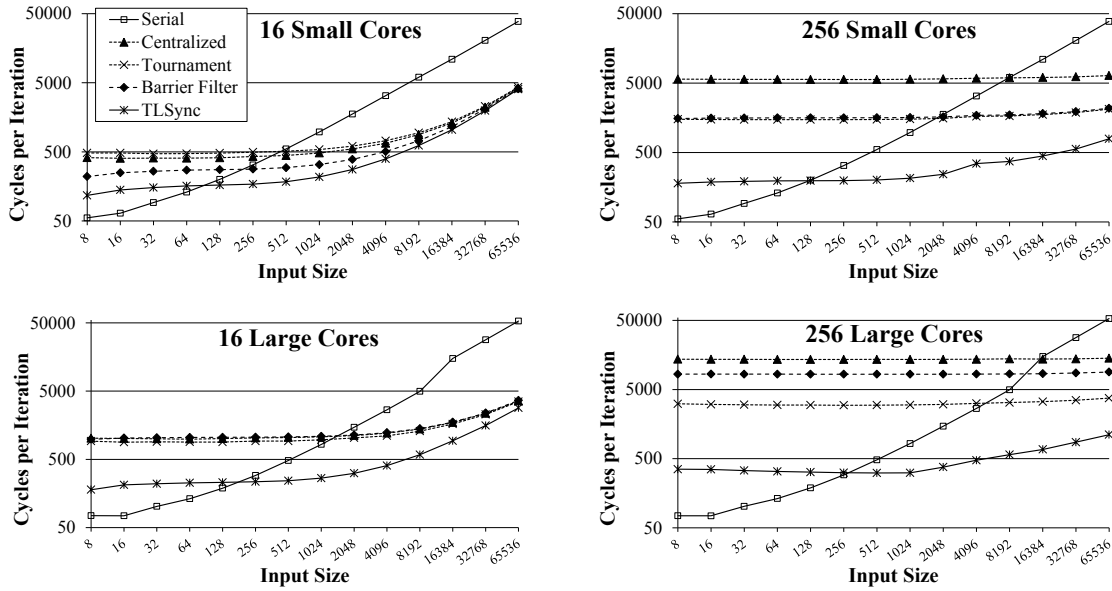 50000
5000
500
50
Cycles per Iteration
Serial
Centralized
Tournament
Barrier Filter
TLSync
16 Small Cores
8 16 32 64 128 256 512 1024 2048 4096 8192 16384 32768 65536
Input Size
50000
5000
500
50
Cycles per Iteration
256 Small Cores
8 16 32 64 128 256 512 1024 2048 4096 8192 16384 32768 65536
Input Size
50000
5000
500
50
Cycles per Iteration
16 Large Cores
8 16 32 64 128 256 512 1024 2048 4096 8192 16384 32768 65536
Input Size
50000
5000
500
50
Cycles per Iteration
256 Large Cores
8 16 32 64 128 256 512 1024 2048 4096 8192 16384 32768 65536
Input Size